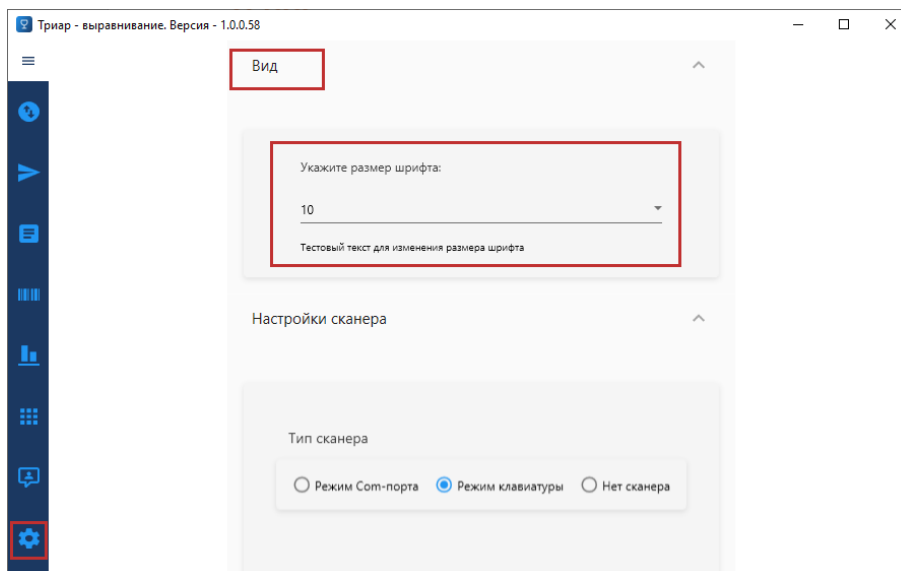 Триар - выравнивание. Версия - 1.0.0.58
Вид
Укажите размер шрифта:
10
Тестовый текст для изменения размера шрифта
Настройки сканера
Тип сканера
Режим Com-порта Режим клавиатуры Нет сканера